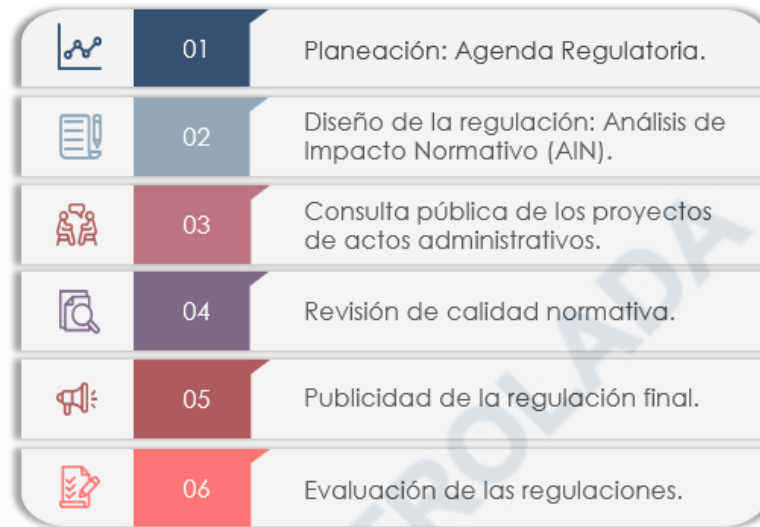 01
Planeación: Agenda Regulatoria.
02
Diseño de la regulación: Análisis de
Impacto Normativo (AIN).
03
Consulta pública de los proyectos
de actos administrativos.
04
Revisión de calidad normativa.
05
Publicidad de la regulación final.
06
Evaluación de las regulaciones.
TROLADA